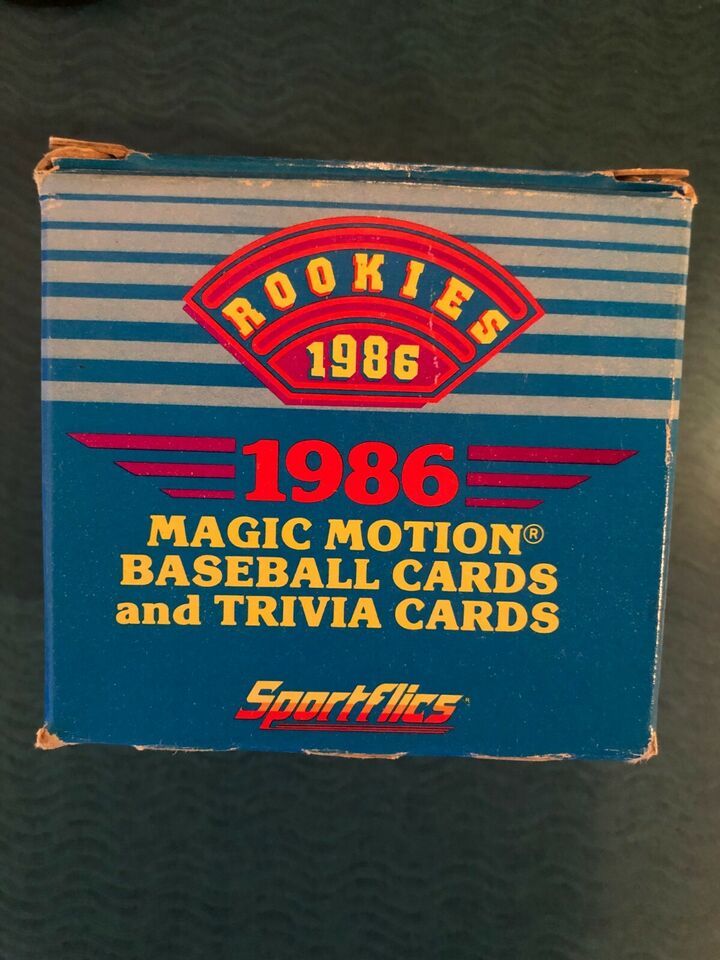 ROOKIES
1986
1986
MAGIC MOTION®
BASEBALL CARDS
and TRIVIA CARDS
Sportflics